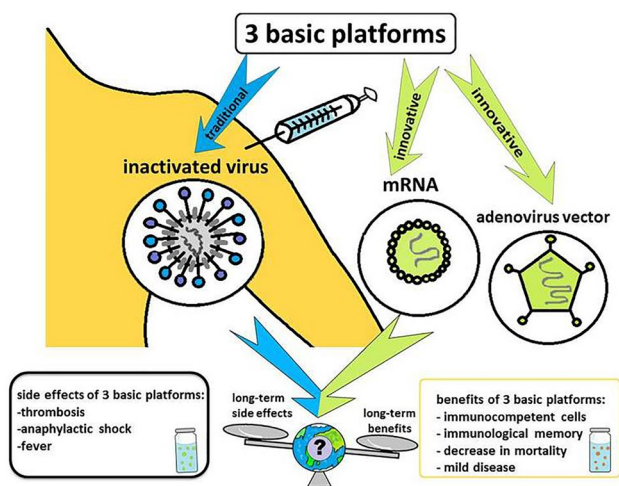 3 basic platforms
traditional
innovative
innovative
inactivated virus
mRNA
adenovirus vector
side effects of 3 basic platforms:
-thrombosis
-anaphylactic shock
-fever
long-term
side effects
?
long-term
benefits
benefits of 3 basic platforms:
- immunocompetent cells
- immunological memory
- decrease in mortality
- mild disease